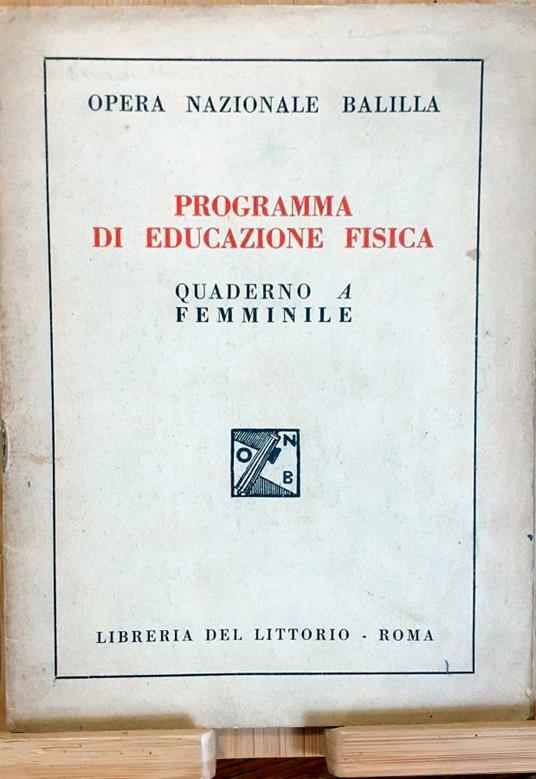 OPERA NAZIONALE BALILLA
PROGRAMMA
DI EDUCAZIONE FISICA
QUADERNO A
FEMMINILE
O N
B
LIBRERIA DEL LITTORIO - ROMA